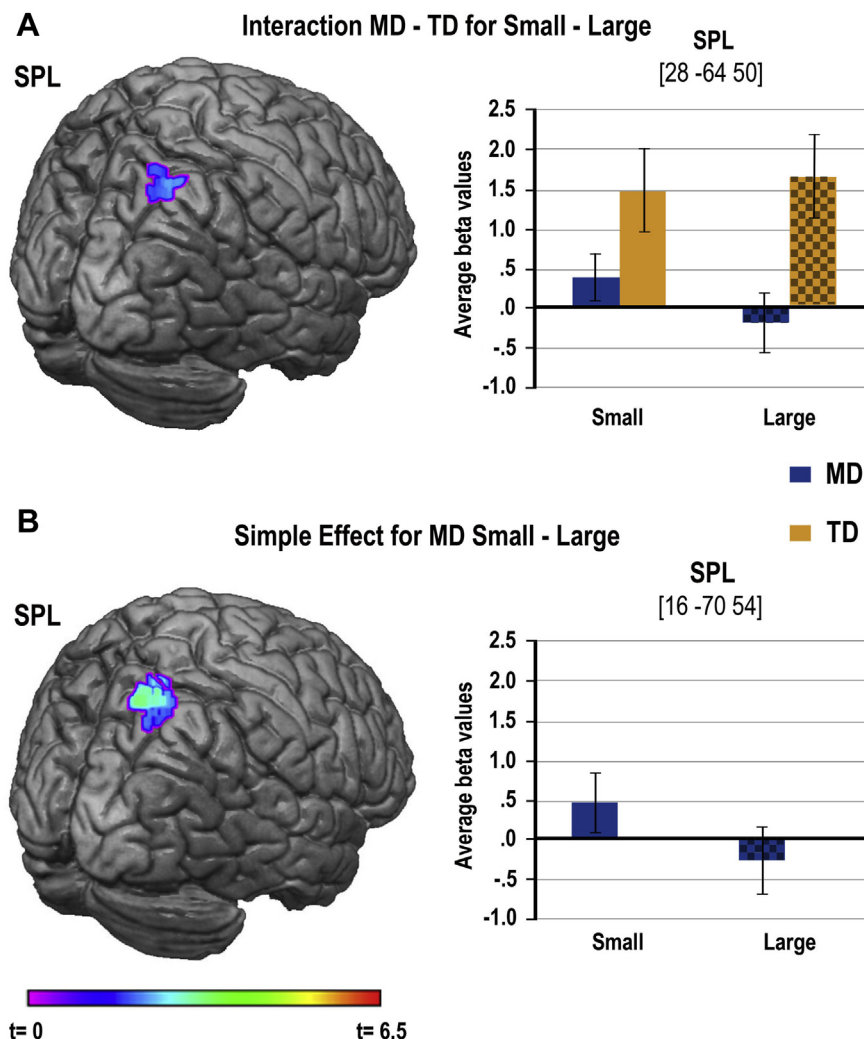 A
Interaction MD - TD for Small - Large
SPL
SPL
[28 -64 50]
Average beta values
2.5
2.0
1.5
1.0
.5
.0
-.5
-1.0
Small Large
MD
TD
B
Simple Effect for MD Small - Large
SPL
SPL
[16 -70 54]
Average beta values
2.5
2.0
1.5
1.0
.5
.0
-.5
-1.0
Small Large
t= 0 t= 6,5